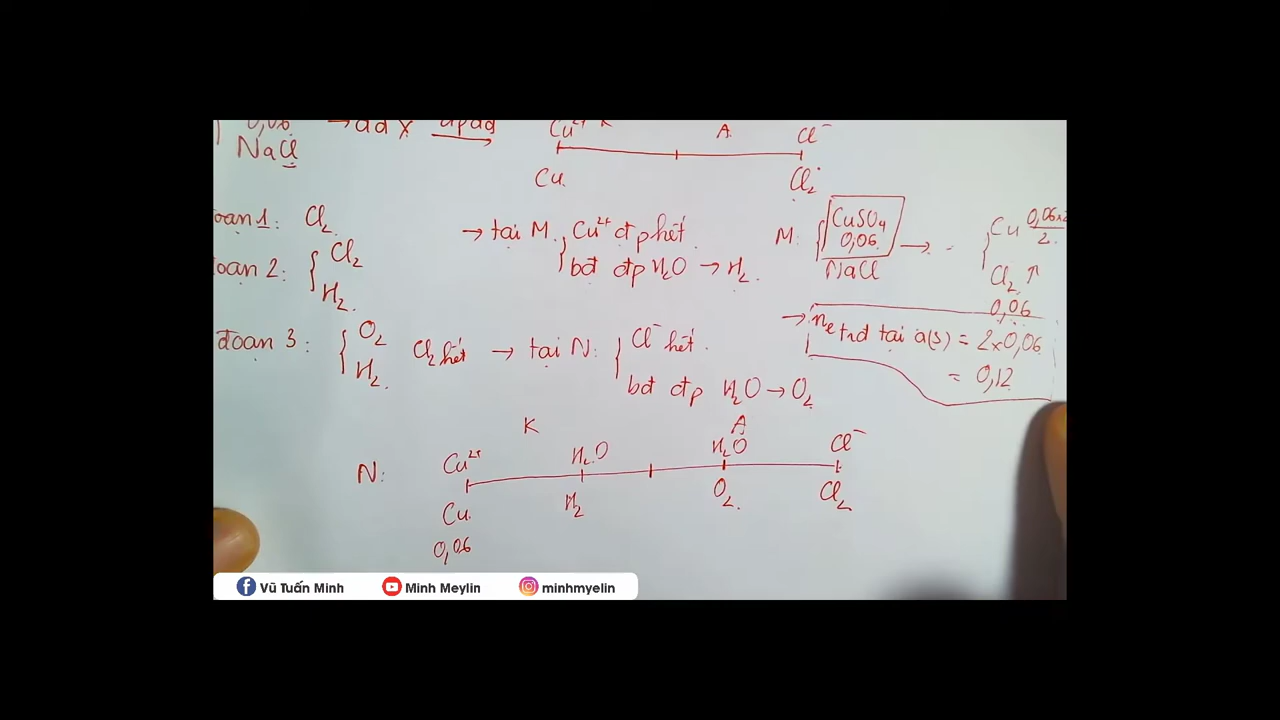 0,06 → dd X đpdd
Cu²⁺ K A Cl⁻
NaCl
Cu Cl₂
đoạn 1: Cl₂
→ tại M { Cu²⁺ đp hết
bđ đp H₂O → H₂
M: { CuSO₄ 0,06
NaCl
→ { Cu
Cl₂ ↑
0,06
đoạn 2: { Cl₂
H₂
đoạn 3: { O₂
H₂
Cl₂ hết → tại N: { Cl⁻ hết
bđ đp H₂O → O₂
→ ne trđ tại a(s) = 2×0,06
= 0,12
K A
N: Cu²⁺ H₂O H₂O Cl⁻
Cu H₂ O₂ Cl₂
0,06
Vũ Tuấn Minh Minh Meylin minhmyelin